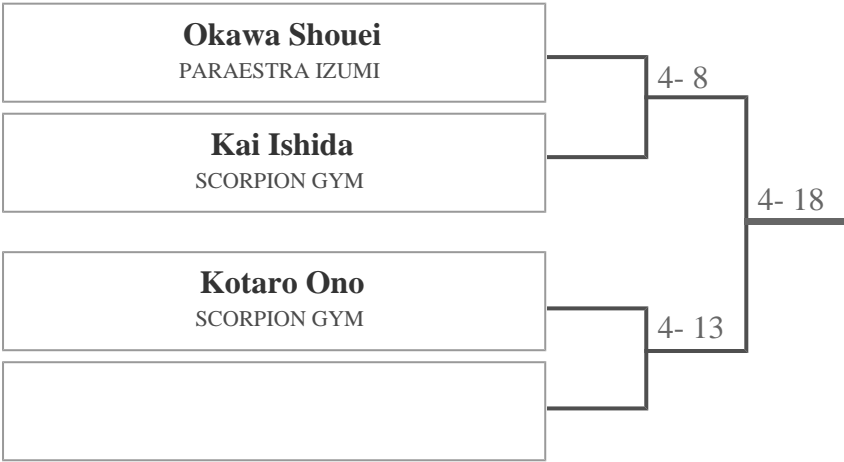 Okawa Shouei
PARAESTRA IZUMI
4- 8
Kai Ishida
SCORPION GYM
4- 18
Kotaro Ono
SCORPION GYM
4- 13